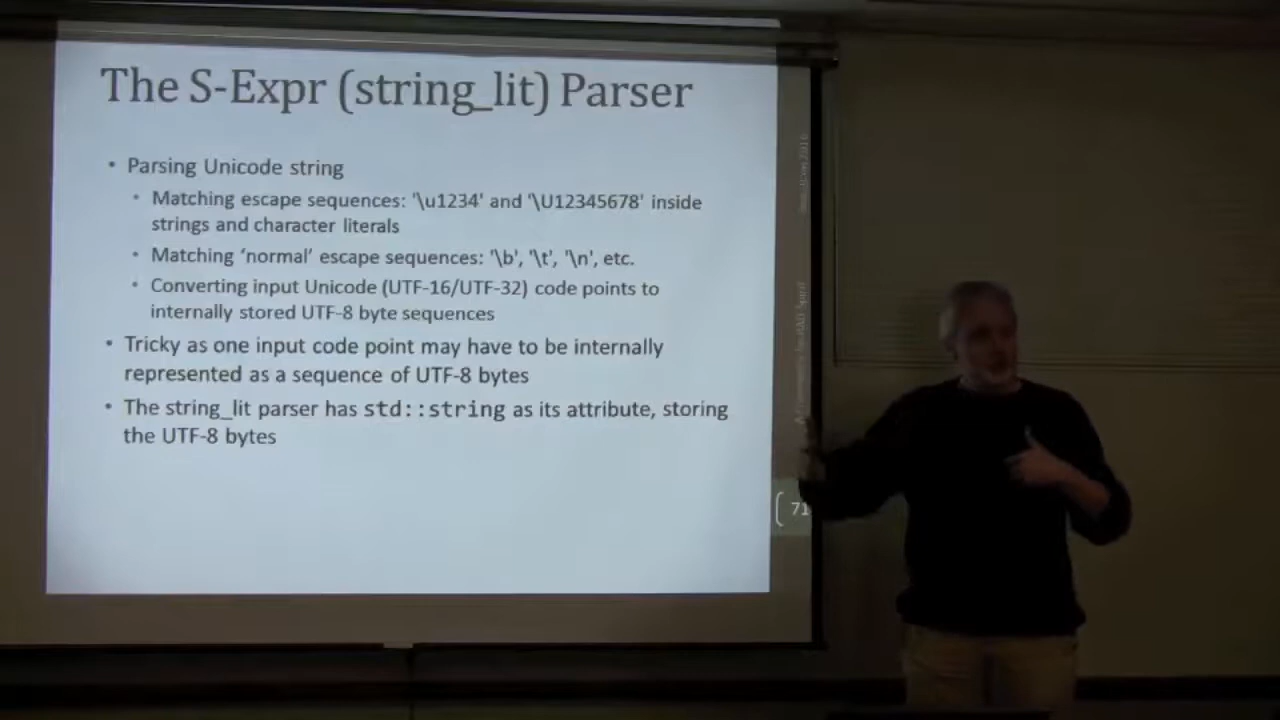 The S-Expr (string_lit) Parser
• Parsing Unicode string
• Matching escape sequences: '\u1234' and '\U12345678' inside
strings and character literals
• Matching ‘normal’ escape sequences: '\b', '\t', '\n', etc.
• Converting input Unicode (UTF-16/UTF-32) code points to
internally stored UTF-8 byte sequences
• Tricky as one input code point may have to be internally
represented as a sequence of UTF-8 bytes
• The string_lit parser has std::string as its attribute, storing
the UTF-8 bytes
71